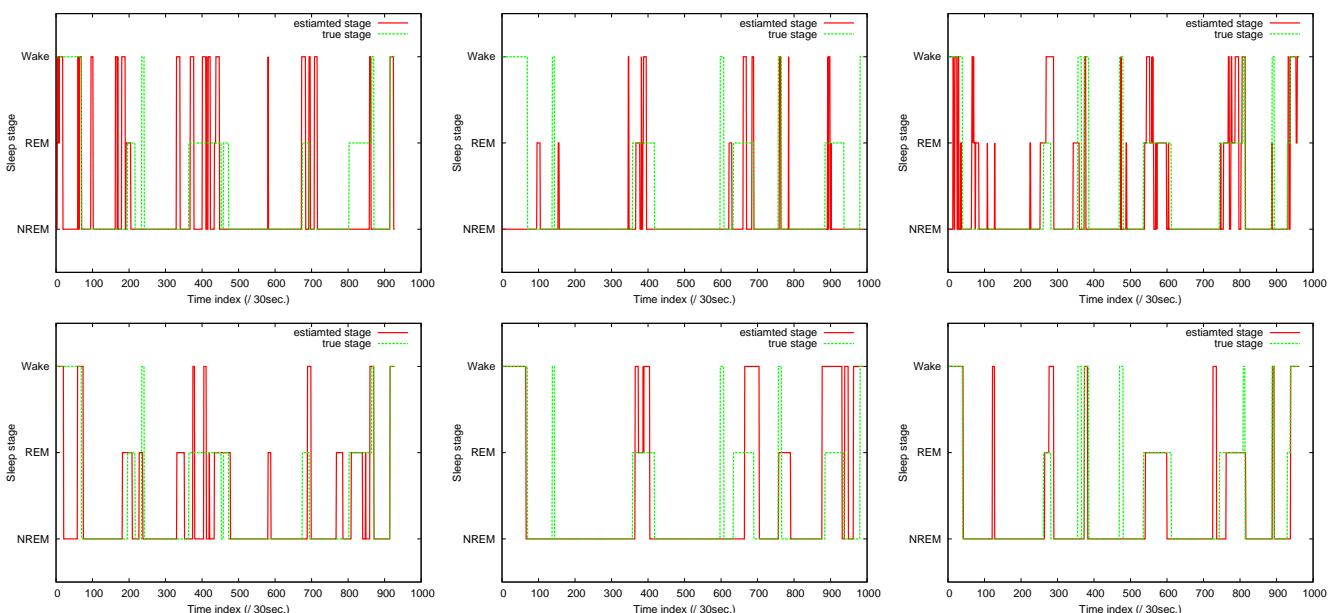 estiamted stage
true stage
Wake
REM
NREM
Sleep stage
0 100 200 300 400 500 600 700 800 900 1000
Time index (/ 30sec.)
estiamted stage
true stage
Wake
REM
NREM
Sleep stage
0 100 200 300 400 500 600 700 800 900 1000
Time index (/ 30sec.)
estiamted stage
true stage
Wake
REM
NREM
Sleep stage
0 100 200 300 400 500 600 700 800 900 1000
Time index (/ 30sec.)
estiamted stage
true stage
Wake
REM
NREM
Sleep stage
0 100 200 300 400 500 600 700 800 900 1000
Time index (/ 30sec.)
estiamted stage
true stage
Wake
REM
NREM
Sleep stage
0 100 200 300 400 500 600 700 800 900 1000
Time index (/ 30sec.)
estiamted stage
true stage
Wake
REM
NREM
Sleep stage
0 100 200 300 400 500 600 700 800 900 1000
Time index (/ 30sec.)